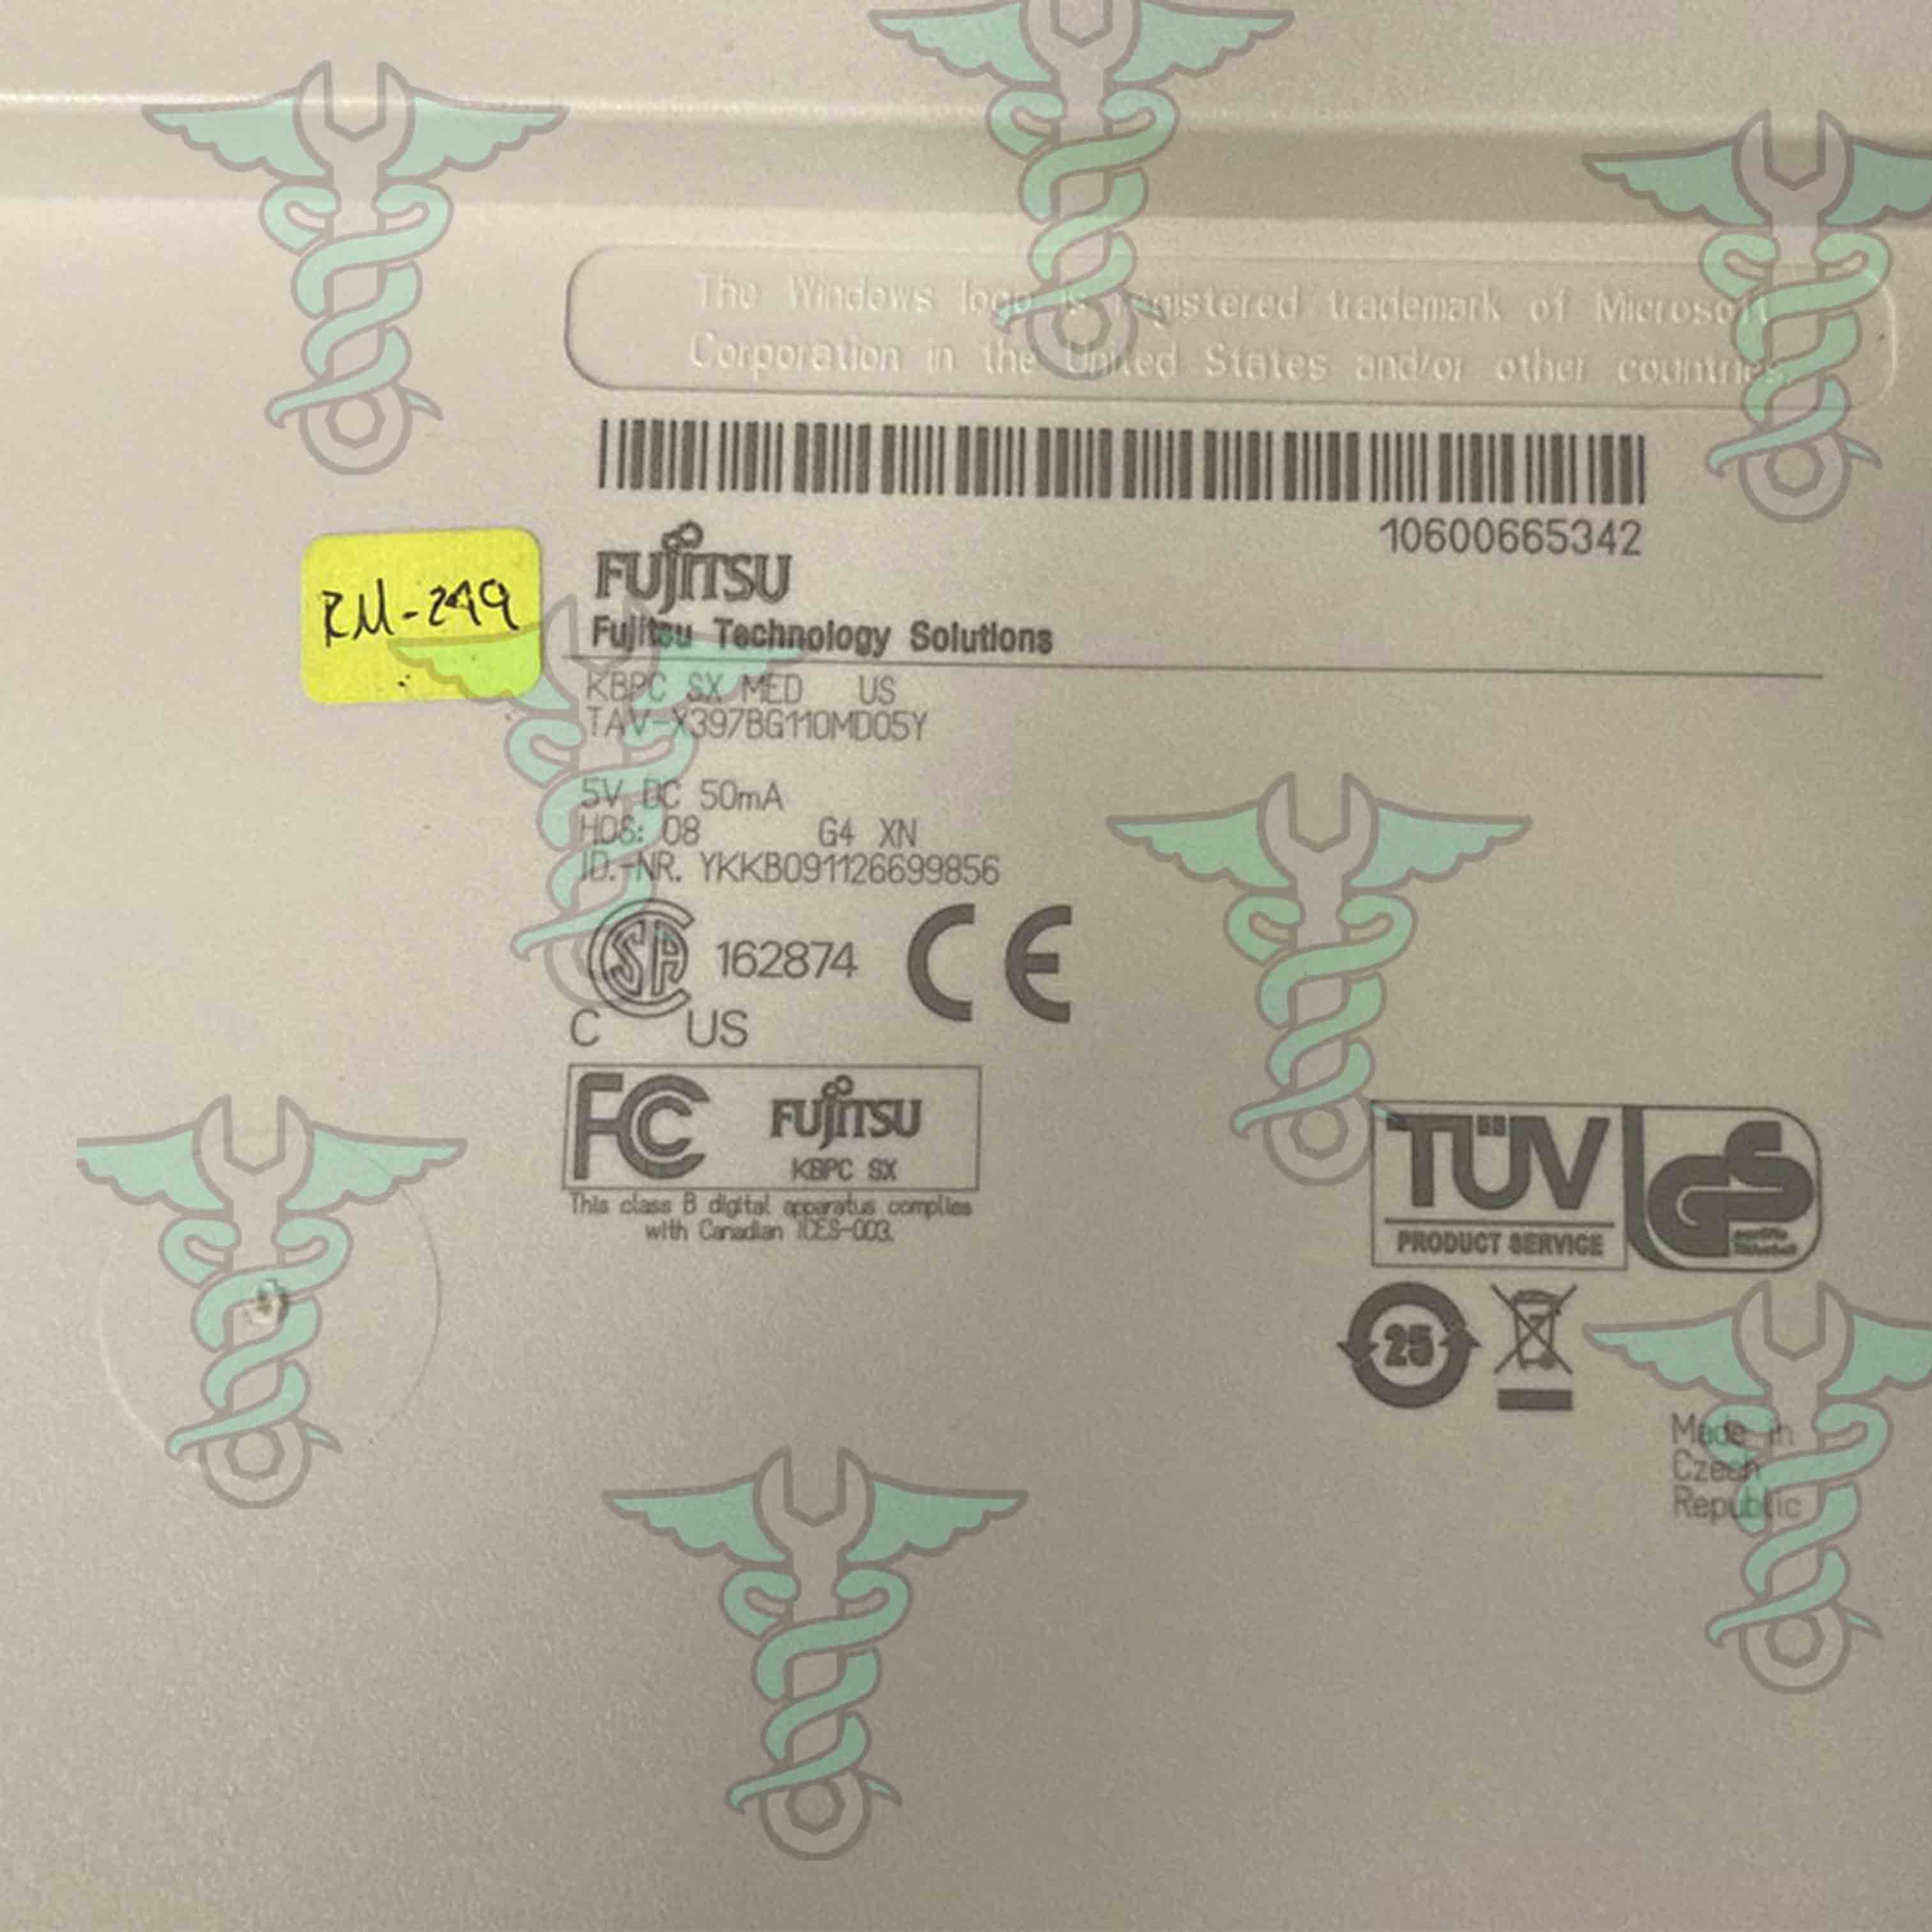 The Windows logo is registered trademark of Microsoft
Corporation in the United States and/or other countries.
10600665342
RM-249
FUJITSU
Fujitsu Technology Solutions
KBPC SX MED US
TAV-X397BG110MD05Y
5V DC 50mA
HOS: 08 G4 XN
ID.-NR. YKKB091126699856
SA 162874 CE
C US
FC FUJITSU
KBPC SX
This class B digital apparatus complies
with Canadian ICES-003.
TÜV GS
PRODUCT SERVICE
25
Made in
Czech
Republic